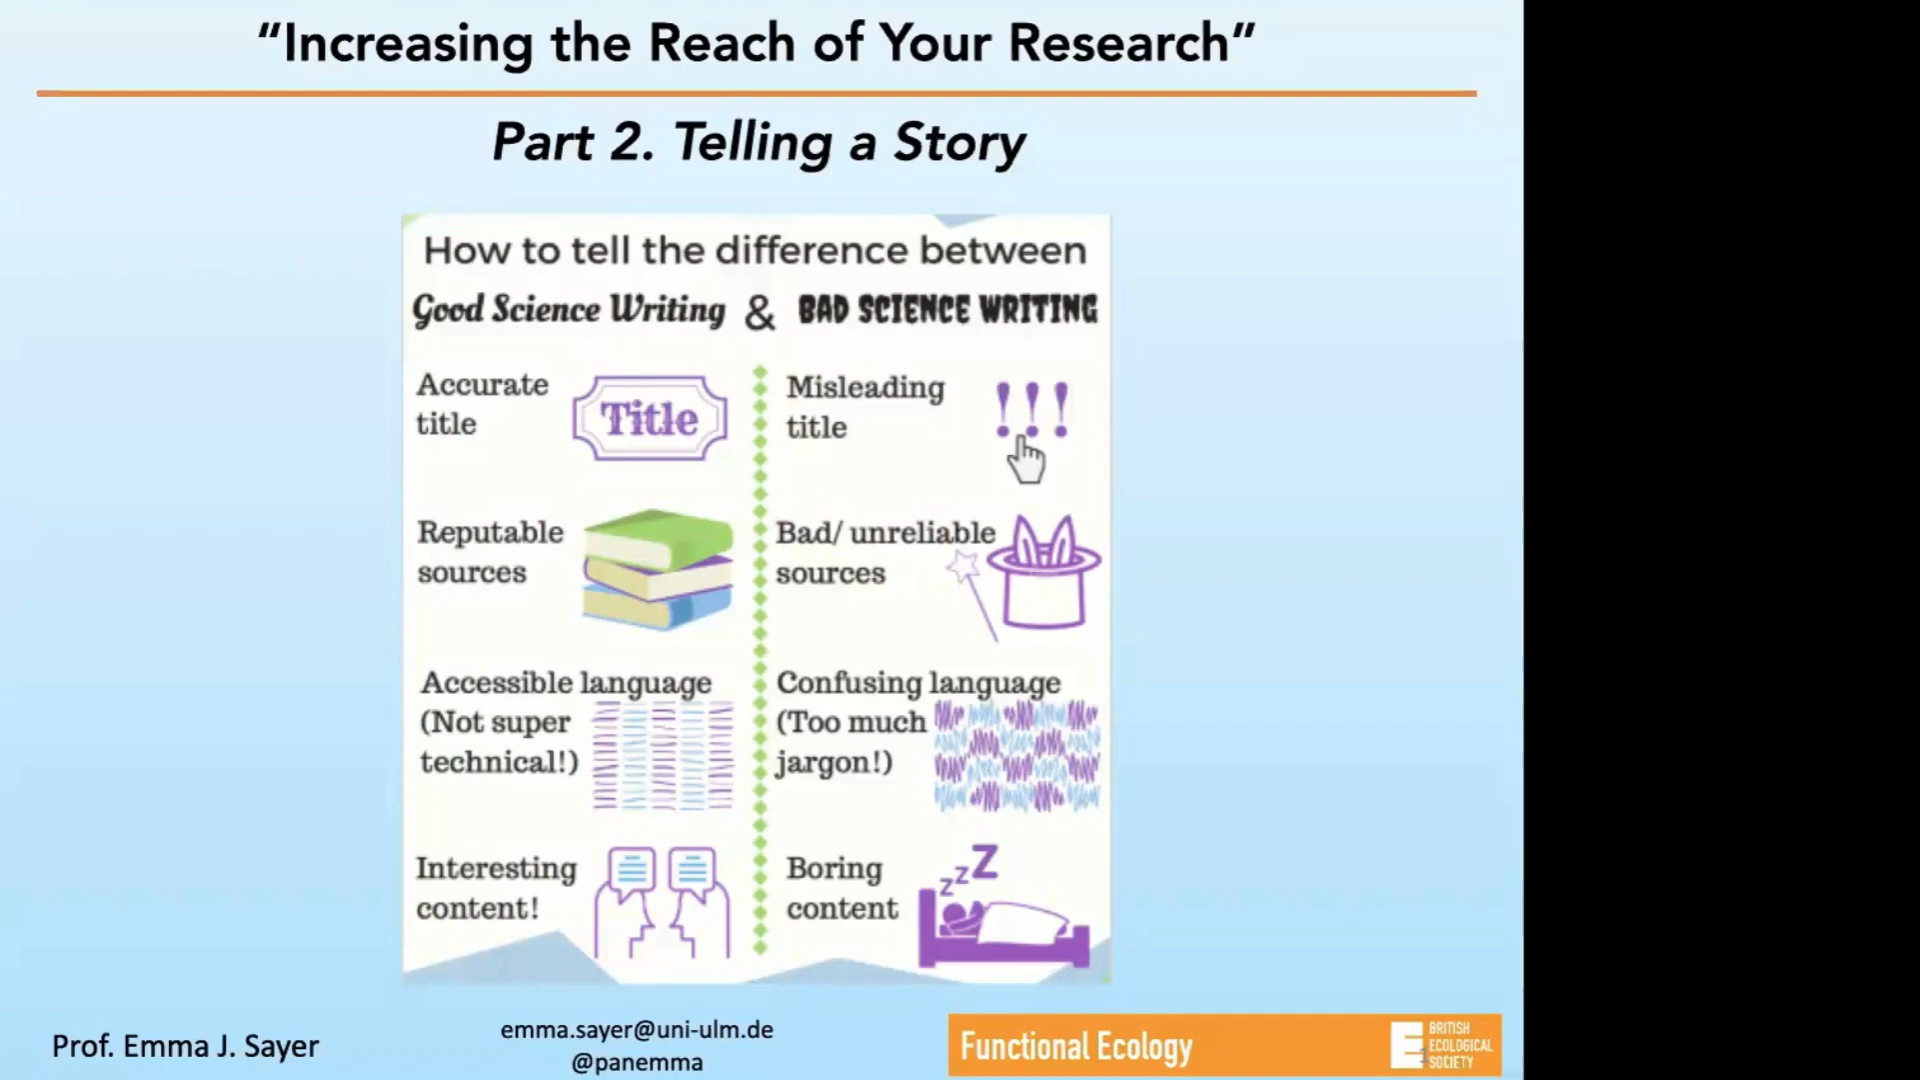 “Increasing the Reach of Your Research”
Part 2. Telling a Story
How to tell the difference between
Good Science Writing & BAD SCIENCE WRITING
Accurate
title
Title
Misleading
title
!!!
Reputable
sources
Bad/ unreliable
sources
Accessible language
(Not super
technical!)
Confusing language
(Too much
jargon!)
Interesting
content!
Boring
content
z z Z
Prof. Emma J. Sayer
emma.sayer@uni-ulm.de
@panemma
Functional Ecology
BRITISH
ECOLOGICAL
SOCIETY